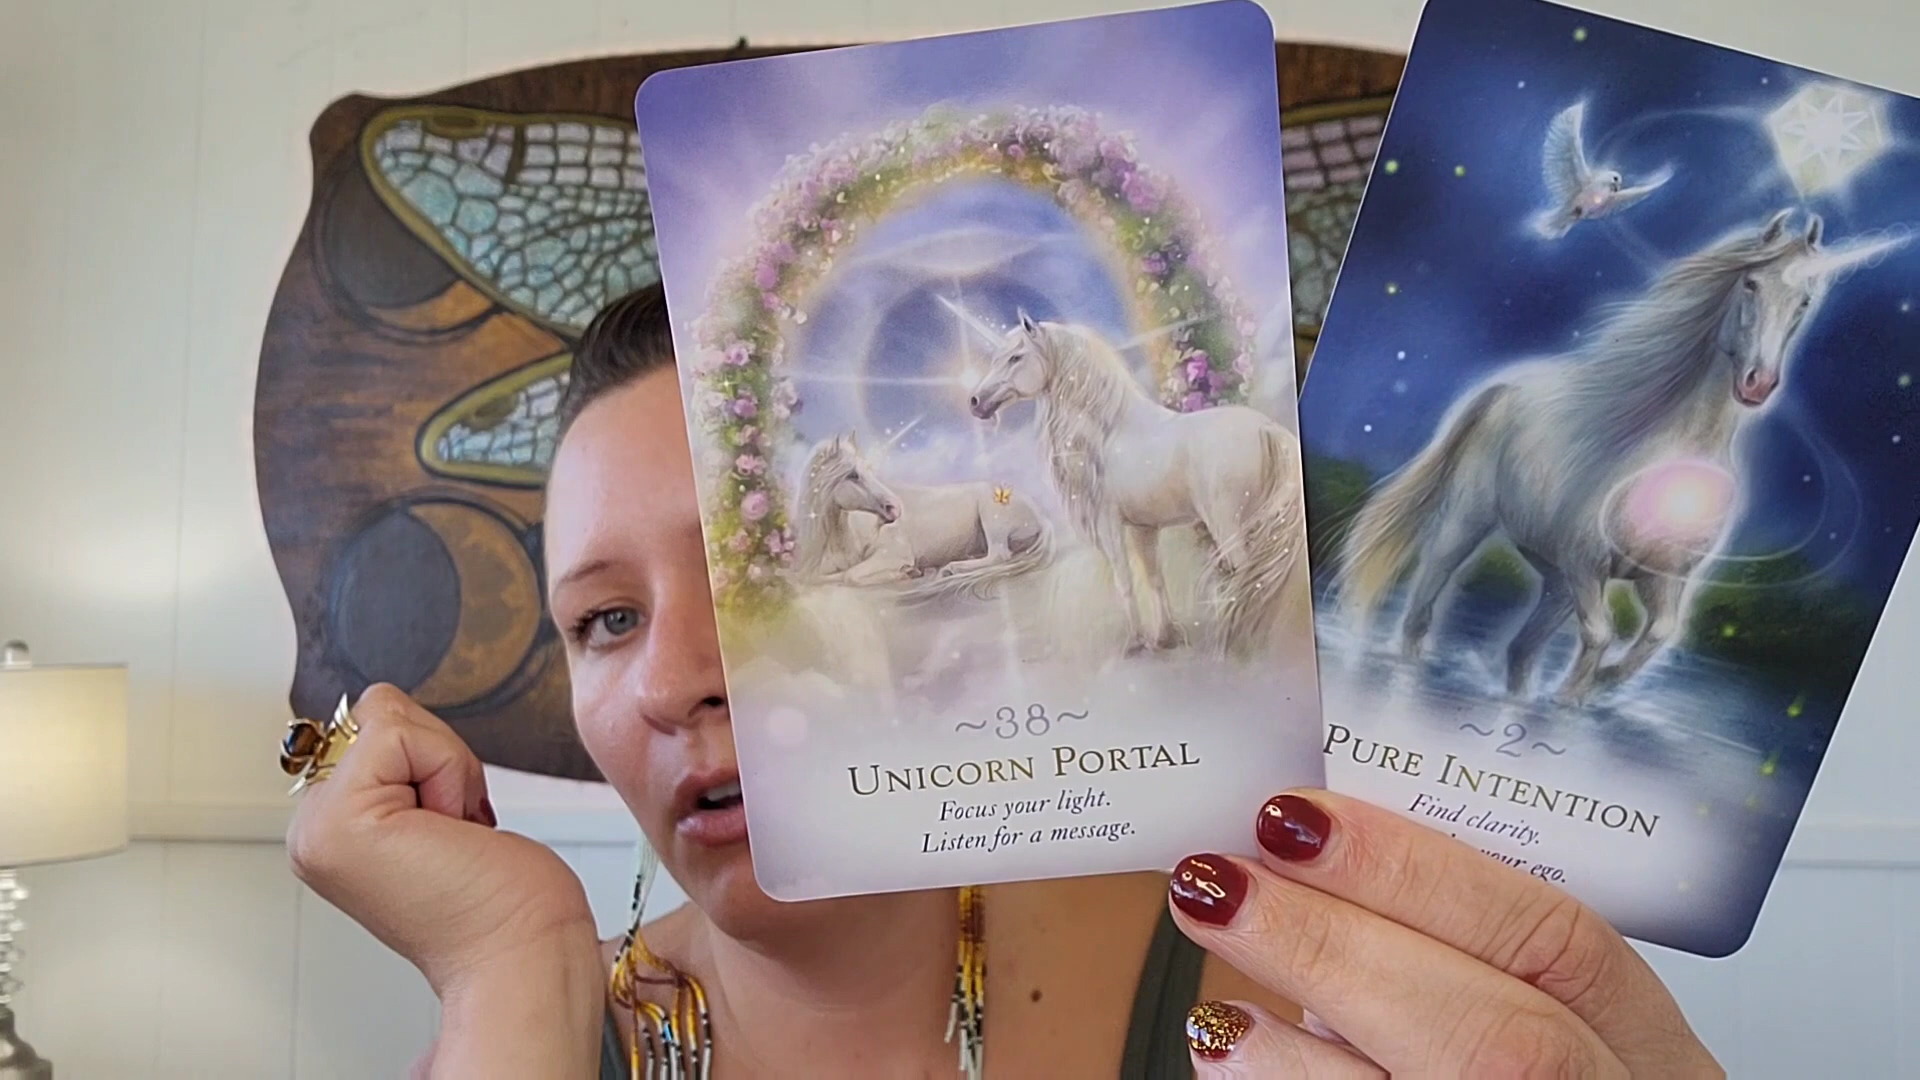 ~38~
UNICORN PORTAL
Focus your light.
Listen for a message.
~2~
PURE INTENTION
Find clarity.
your ego.